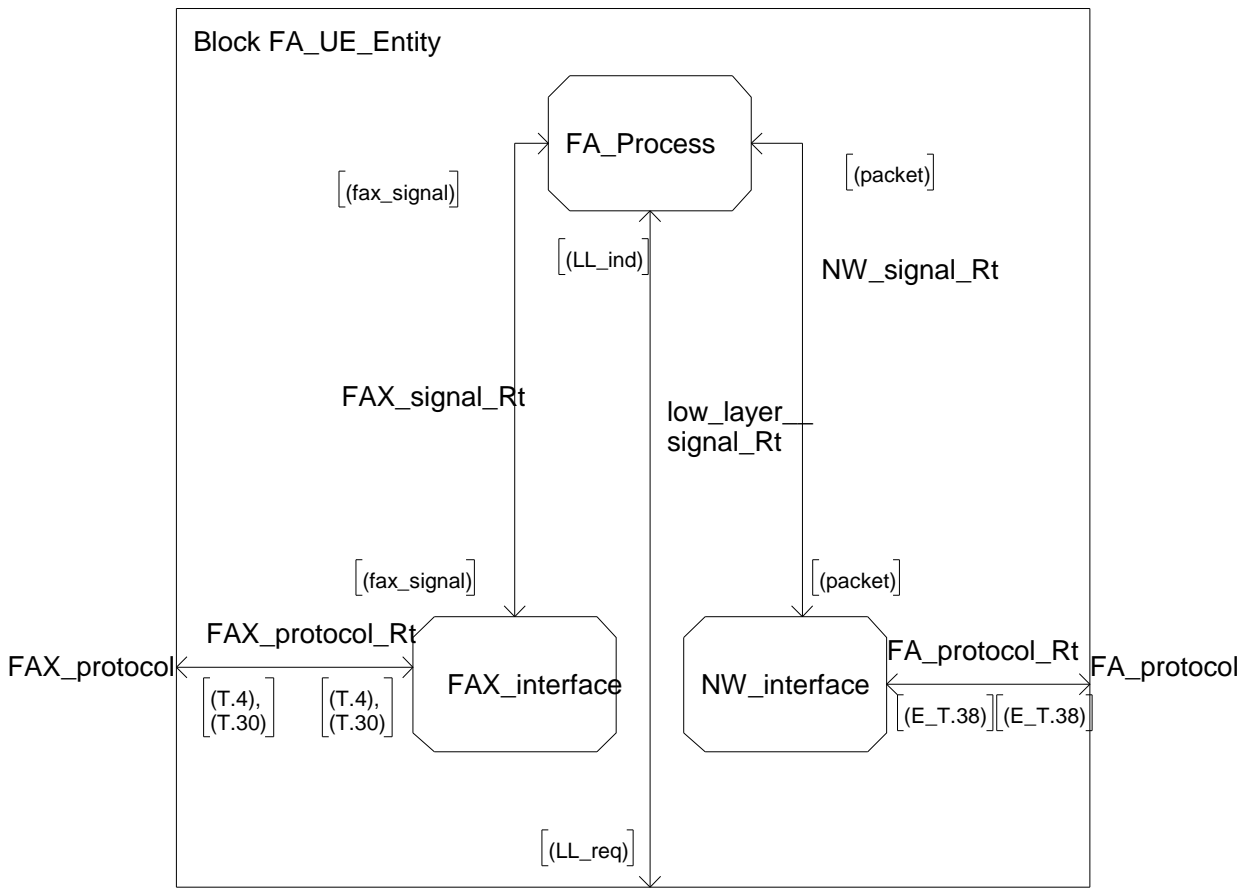 Block FA_UE_Entity
FA_Process
[(fax_signal)]
[(packet)]
[(LL_ind)]
NW_signal_Rt
FAX_signal_Rt
low_layer_
signal_Rt
[(fax_signal)]
[(packet)]
FAX_protocol_Rt
FA_protocol_Rt
FAX_protocol
FAX_interface
NW_interface
FA_protocol
[(T.4),
(T.30)]
[(T.4),
(T.30)]
[(E_T.38)]
[(E_T.38)]
[(LL_req)]